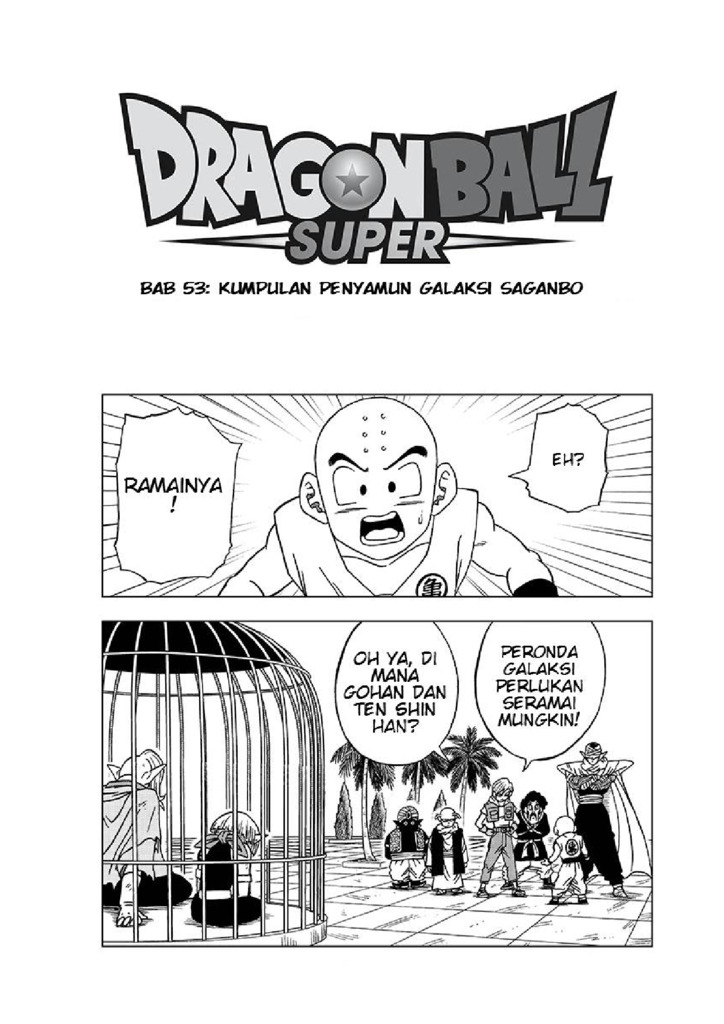 DRAGON BALL
SUPER
BAB 53: KUMPULAN PENYAMUN GALAKSI SAGANBO
EH?
RAMAINYA
!
亀
PERONDA
GALAKSI
PERLUKAN
SERAMAI
MUNGKIN!
OH YA, DI
MANA
GOHAN DAN
TEN SHIN
HAN?